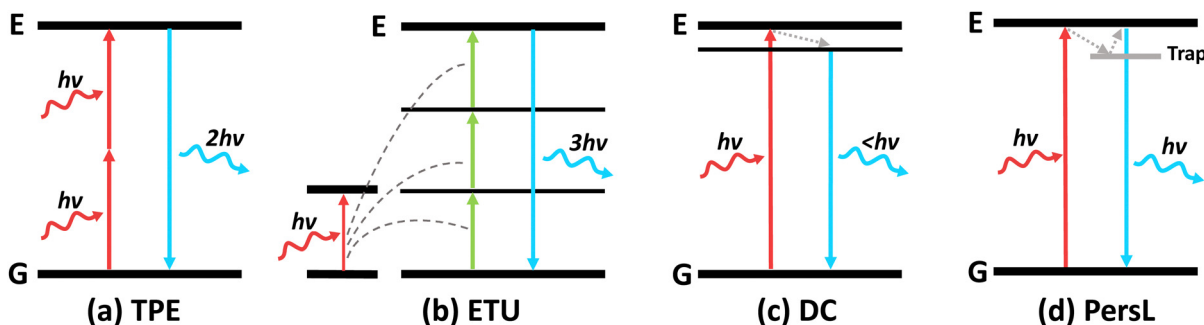 E
hv
hv
2hv
G
(a) TPE
E
hv
3hv
(b) ETU
hv
<hv
G
(c) DC
E
Trap
hv
hv
G
(d) PersL